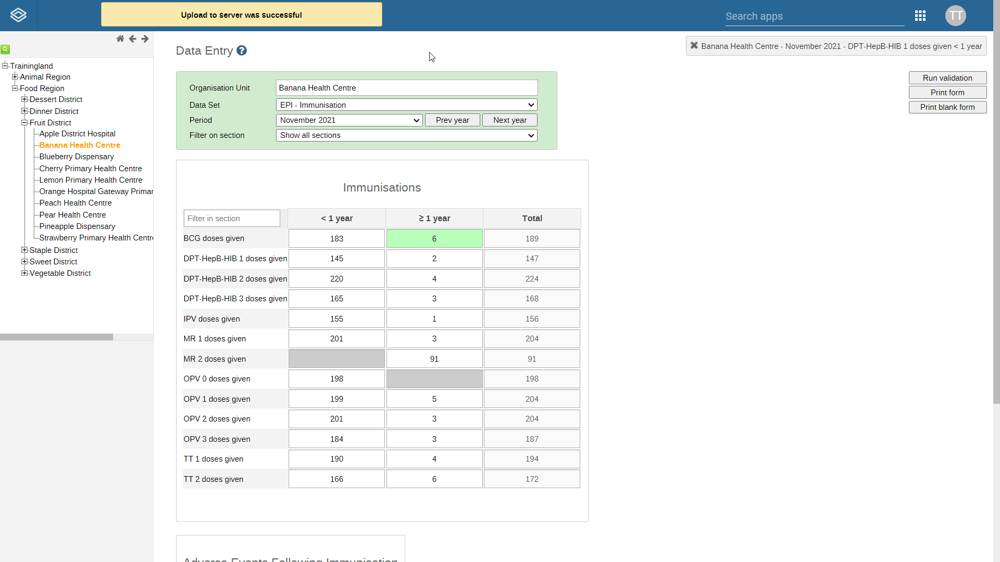 Upload to server was successful
Search apps
TT
Trainingland
Animal Region
Food Region
Dessert District
Dinner District
Fruit District
Apple District Hospital
Banana Health Centre
Blueberry Dispensary
Cherry Primary Health Centre
Lemon Primary Health Centre
Orange Hospital Gateway Primar
Peach Health Centre
Pear Health Centre
Pineapple Dispensary
Strawberry Primary Health Centre
Staple District
Sweet District
Vegetable District
Data Entry ?
Banana Health Centre - November 2021 - DPT-HepB-HIB 1 doses given < 1 year
Run validation
Print form
Print blank form
Organisation Unit Banana Health Centre
Data Set EPI - Immunisation
Period November 2021 Prev year Next year
Filter on section Show all sections
Immunisations
Filter in section < 1 year ≥ 1 year Total
BCG doses given 183 6 189
DPT-HepB-HIB 1 doses given 145 2 147
DPT-HepB-HIB 2 doses given 220 4 224
DPT-HepB-HIB 3 doses given 165 3 168
IPV doses given 155 1 156
MR 1 doses given 201 3 204
MR 2 doses given 91 91
OPV 0 doses given 198 198
OPV 1 doses given 199 5 204
OPV 2 doses given 201 3 204
OPV 3 doses given 184 3 187
TT 1 doses given 190 4 194
TT 2 doses given 166 6 172
Adverse Events Following Immunisation